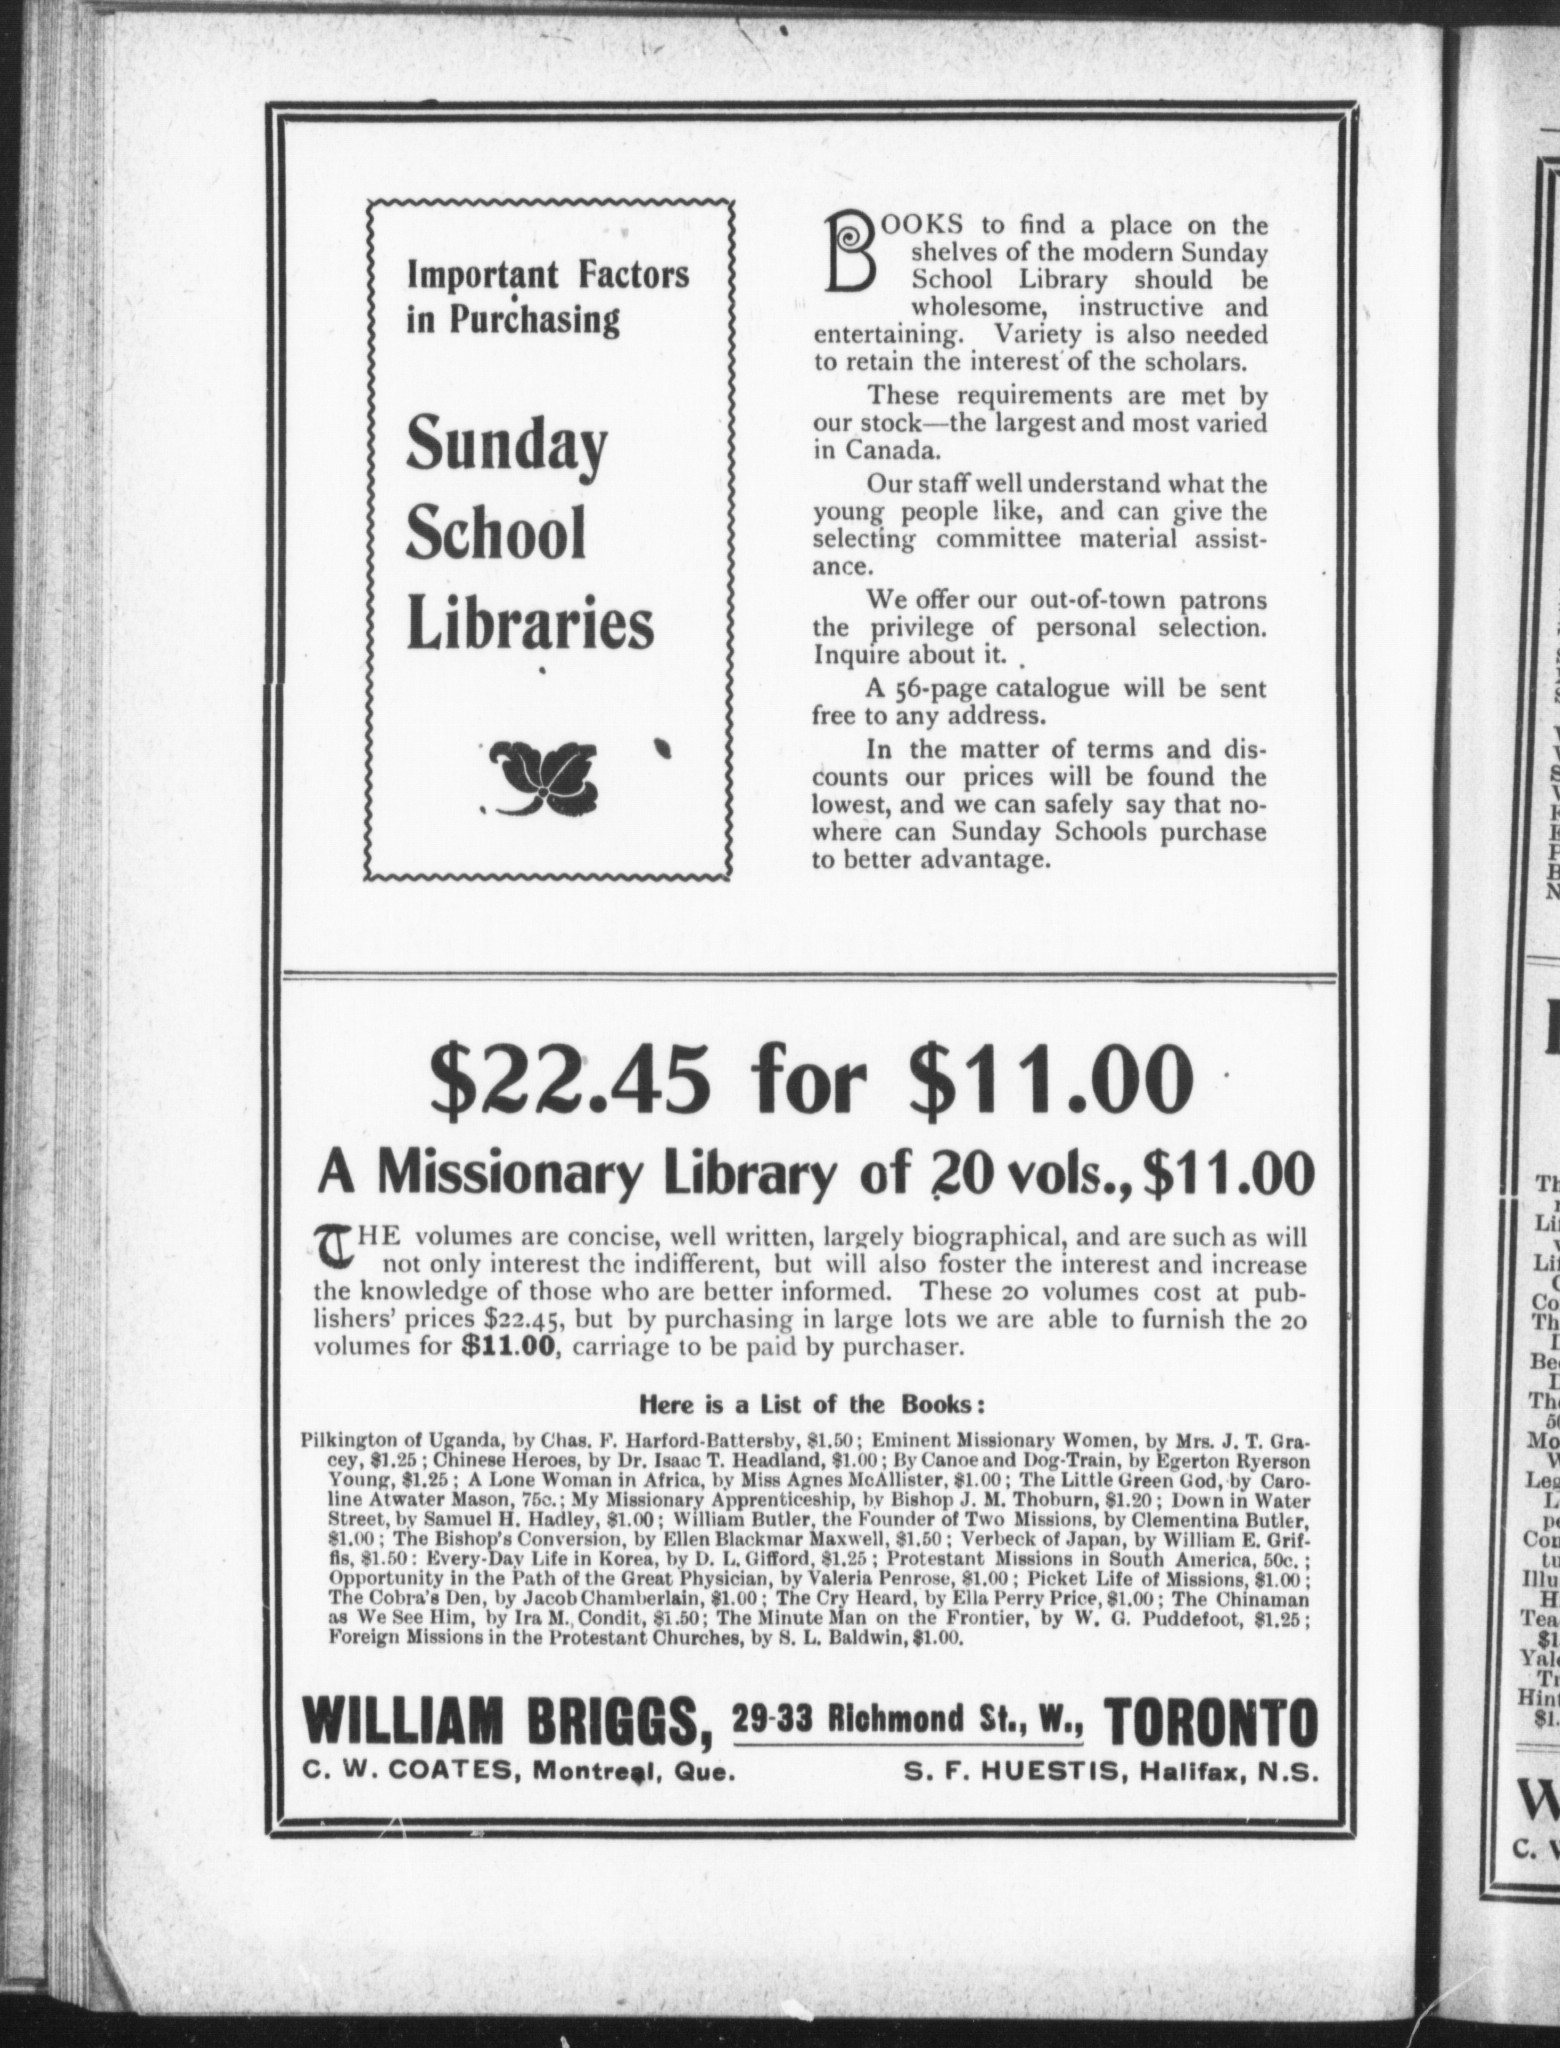 Important Factors
in Purchasing
Sunday
School
Libraries
BOOKS to find a place on the
shelves of the modern Sunday
School Library should be
wholesome, instructive and
entertaining. Variety is also needed
to retain the interest of the scholars.
These requirements are met by
our stock—the largest and most varied
in Canada.
Our staff well understand what the
young people like, and can give the
selecting committee material assist-
ance.
We offer our out-of-town patrons
the privilege of personal selection.
Inquire about it.
A 56-page catalogue will be sent
free to any address.
In the matter of terms and dis-
counts our prices will be found the
lowest, and we can safely say that no-
where can Sunday Schools purchase
to better advantage.
$22.45 for $11.00
A Missionary Library of 20 vols., $11.00
THE volumes are concise, well written, largely biographical, and are such as will
not only interest the indifferent, but will also foster the interest and increase
the knowledge of those who are better informed. These 20 volumes cost at pub-
lishers' prices $22.45, but by purchasing in large lots we are able to furnish the 20
volumes for $11.00, carriage to be paid by purchaser.
Here is a List of the Books:
Pilkington of Uganda, by Chas. F. Harford-Battersby, $1.50; Eminent Missionary Women, by Mrs. J. T. Gra-
cey, $1.25; Chinese Heroes, by Dr. Isaac T. Headland, $1.00; By Canoe and Dog-Train, by Egerton Ryerson
Young, $1.25; A Lone Woman in Africa, by Miss Agnes McAllister, $1.00; The Little Green God, by Caro-
line Atwater Mason, 75c.; My Missionary Apprenticeship, by Bishop J. M. Thoburn, $1.20; Down in Water
Street, by Samuel H. Hadley, $1.00; William Butler, the Founder of Two Missions, by Clementina Butler,
$1.00; The Bishop's Conversion, by Ellen Blackmar Maxwell, $1.50; Verbeck of Japan, by William E. Grif-
fis, $1.50: Every-Day Life in Korea, by D. L. Gifford, $1.25; Protestant Missions in South America, 50c.;
Opportunity in the Path of the Great Physician, by Valeria Penrose, $1.00; Picket Life of Missions, $1.00;
The Cobra's Den, by Jacob Chamberlain, $1.00; The Cry Heard, by Ella Perry Price, $1.00; The Chinaman
as We See Him, by Ira M. Condit, $1.50; The Minute Man on the Frontier, by W. G. Puddefoot, $1.25;
Foreign Missions in the Protestant Churches, by S. L. Baldwin, $1.00.
WILLIAM BRIGGS, 29-33 Richmond St., W., TORONTO
C. W. COATES, Montreal, Que. S. F. HUESTIS, Halifax, N.S.